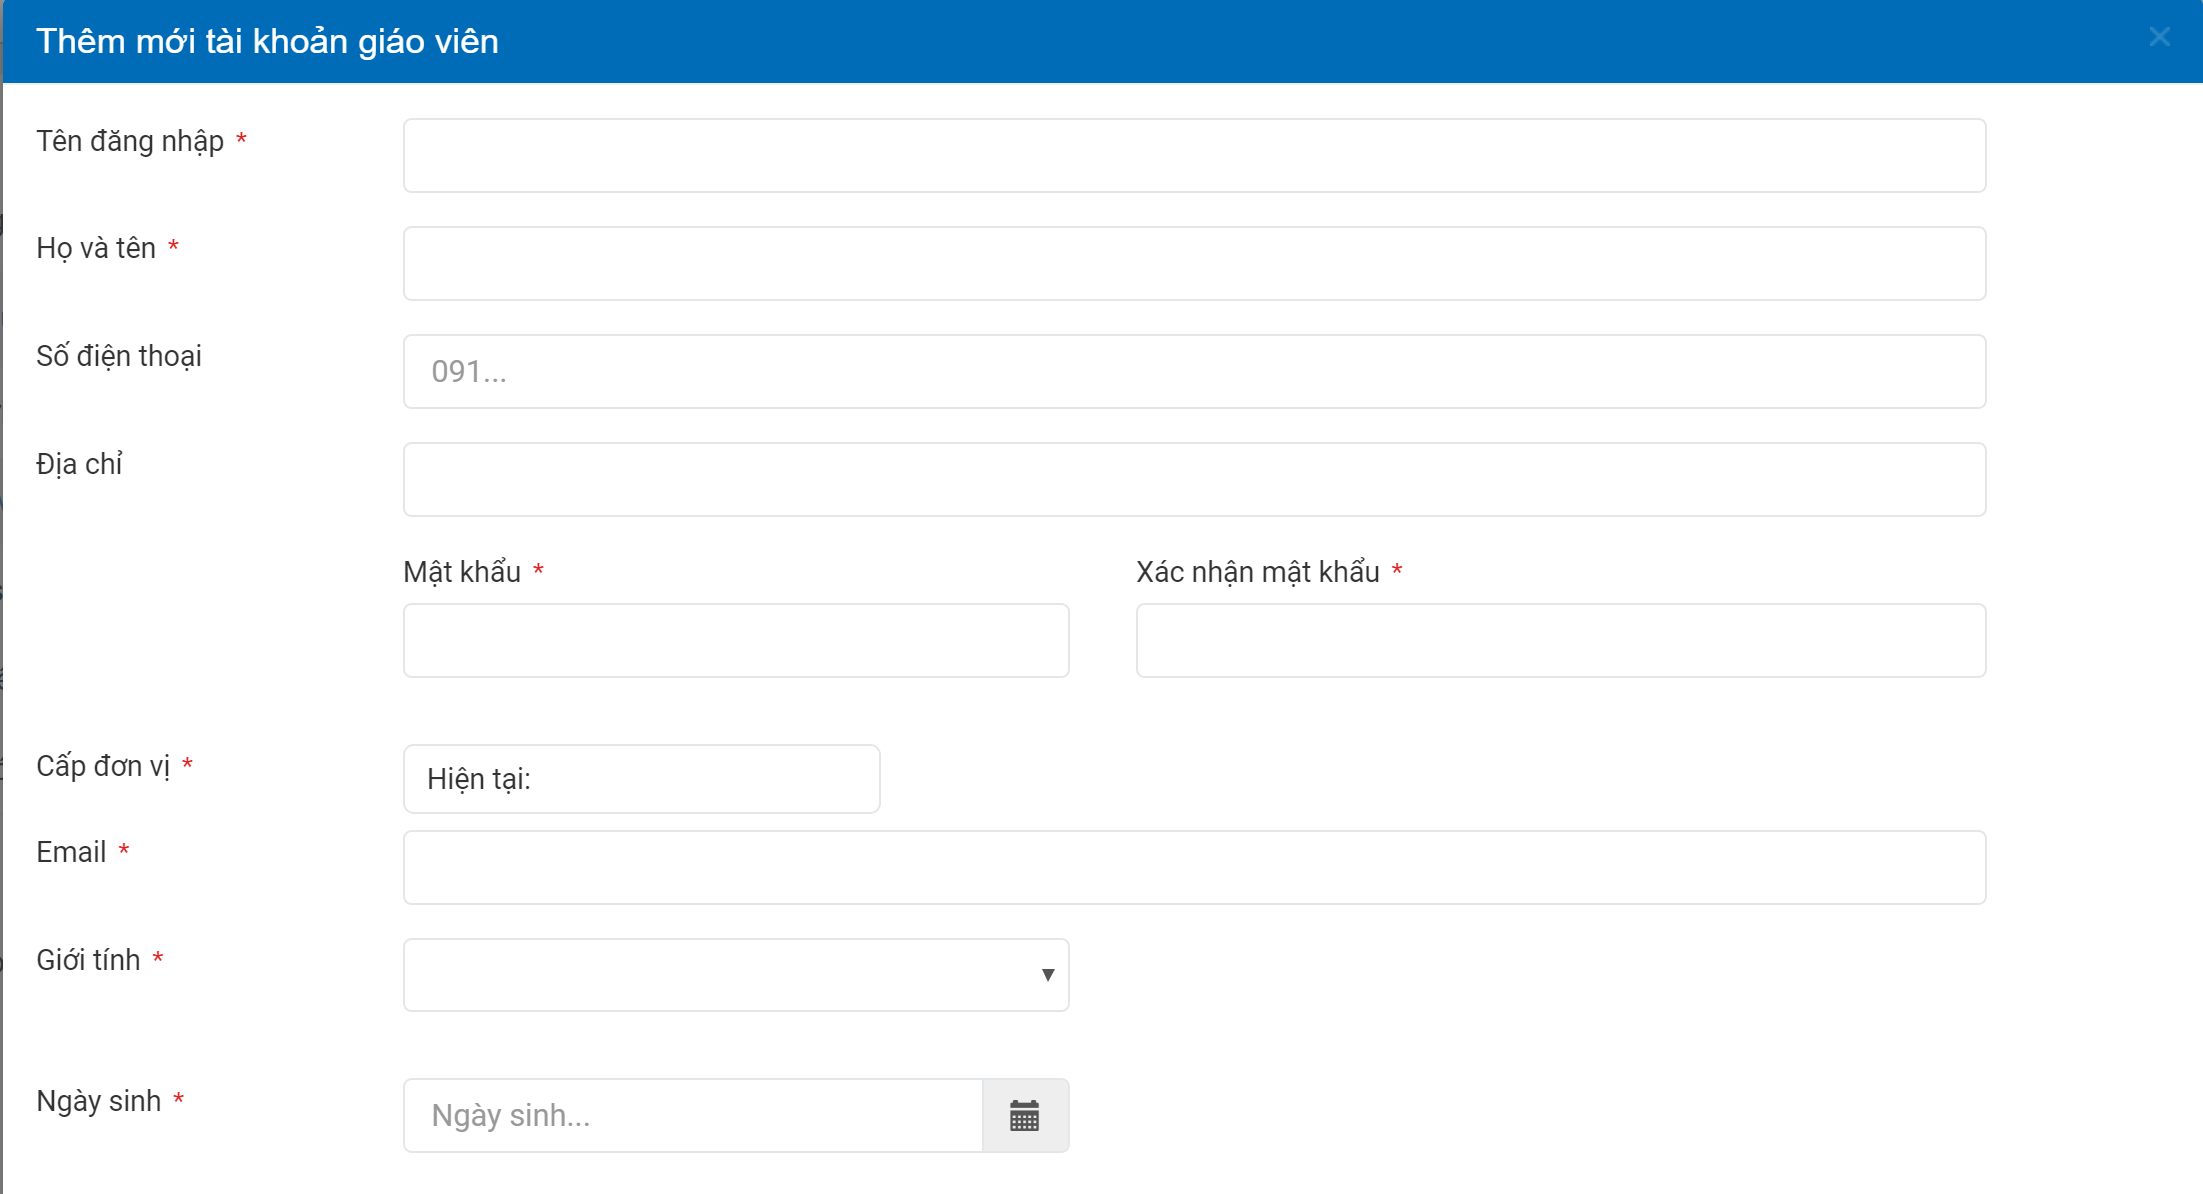 Thêm mới tài khoản giáo viên
Tên đăng nhập *
Họ và tên *
Số điện thoại
091...
Địa chỉ
Mật khẩu *
Xác nhận mật khẩu *
Cấp đơn vị *
Hiện tại:
Email *
Giới tính *
Ngày sinh *
Ngày sinh...